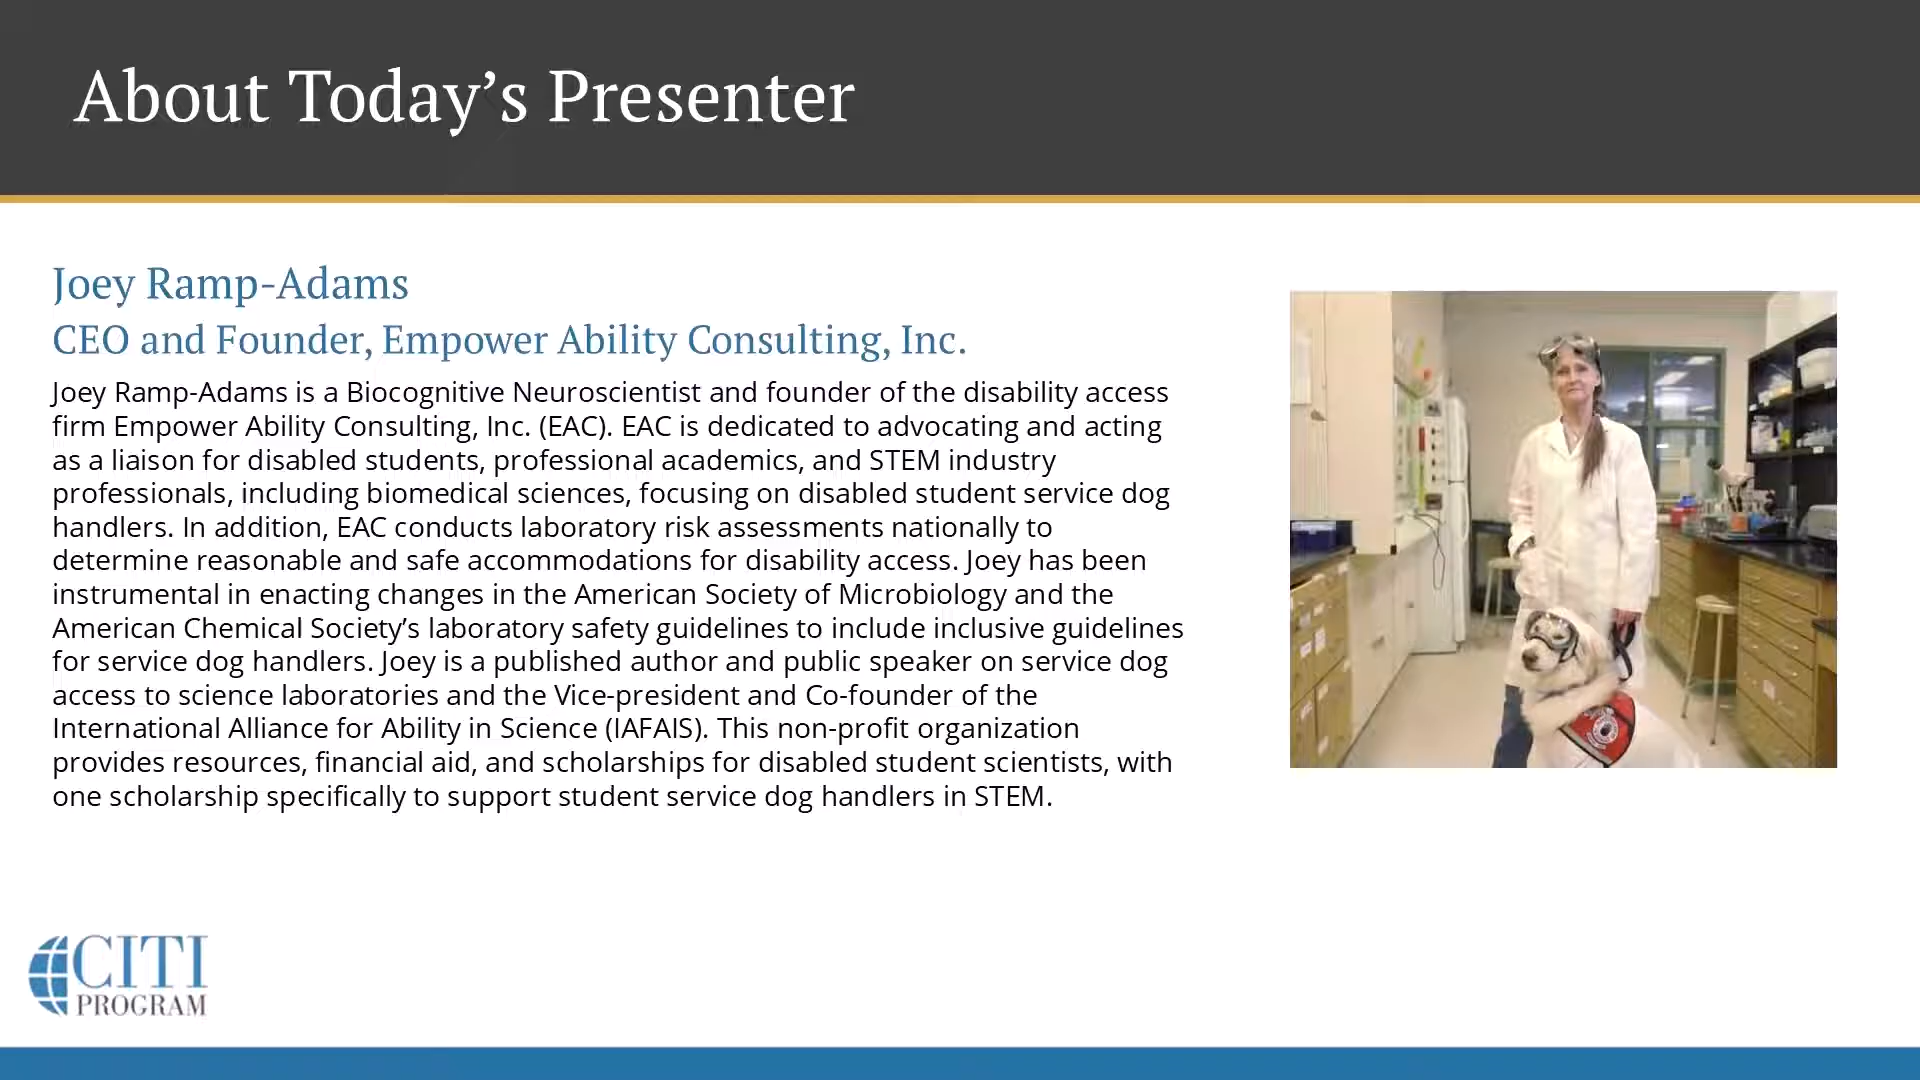 About Today’s Presenter
Joey Ramp-Adams
CEO and Founder, Empower Ability Consulting, Inc.
Joey Ramp-Adams is a Biocognitive Neuroscientist and founder of the disability access
firm Empower Ability Consulting, Inc. (EAC). EAC is dedicated to advocating and acting
as a liaison for disabled students, professional academics, and STEM industry
professionals, including biomedical sciences, focusing on disabled student service dog
handlers. In addition, EAC conducts laboratory risk assessments nationally to
determine reasonable and safe accommodations for disability access. Joey has been
instrumental in enacting changes in the American Society of Microbiology and the
American Chemical Society’s laboratory safety guidelines to include inclusive guidelines
for service dog handlers. Joey is a published author and public speaker on service dog
access to science laboratories and the Vice-president and Co-founder of the
International Alliance for Ability in Science (IAFAIS). This non-profit organization
provides resources, financial aid, and scholarships for disabled student scientists, with
one scholarship specifically to support student service dog handlers in STEM.
CITI
PROGRAM